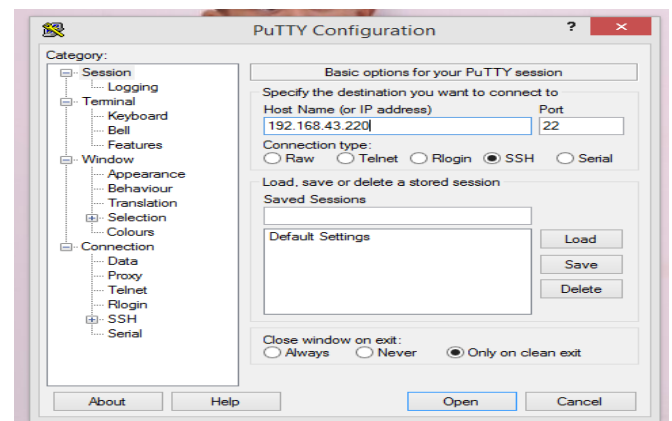 PuTTY Configuration ? ×
Category:
Session
Logging
Terminal
Keyboard
Bell
Features
Window
Appearance
Behaviour
Translation
Selection
Colours
Connection
Data
Proxy
Telnet
Rlogin
SSH
Serial
Basic options for your PuTTY session
Specify the destination you want to connect to
Host Name (or IP address) Port
192.168.43.220 22
Connection type:
Raw Telnet Rlogin SSH Serial
Load, save or delete a stored session
Saved Sessions
Default Settings
Load
Save
Delete
Close window on exit:
Always Never Only on clean exit
About Help Open Cancel